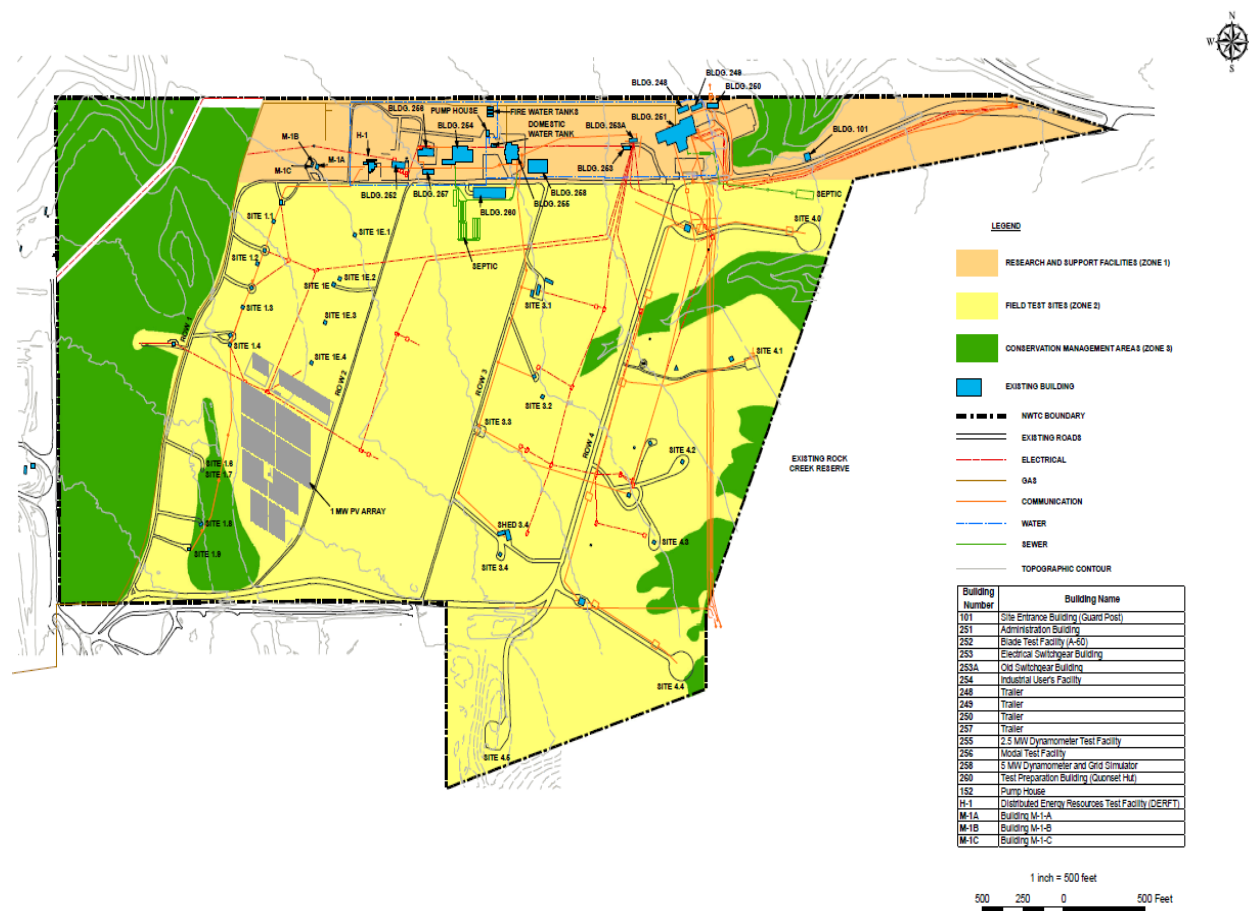 N
W
S
BLDG. 249
BLDG. 248
BLDG. 250
BLDG. 256
PUMP HOUSE
FIRE WATER TANKS
BLDG. 254
DOMESTIC
WATER TANK
BLDG. 253A
BLDG. 251
BLDG. 101
M-1B
H-1
M-1A
M-1C
BLDG. 253
BLDG. 252
BLDG. 257
BLDG. 258
BLDG. 255
BLDG. 260
SEPTIC
SITE 1.1
SITE 4.0
SITE 1E.1
SITE 1.2
SEPTIC
SITE 1E.2
SITE 1E
SITE 1.3
SITE 3.1
SITE 1E.3
ROW 1
SITE 1.4
SITE 1E.4
SITE 4.1
ROW 2
ROW 3
SITE 3.2
SITE 3.3
ROW 4
SITE 4.2
SITE 1.6
SITE 1.7
EXISTING ROCK
CREEK RESERVE
1 MW PV ARRAY
SITE 1.8
SHED 3.4
SITE 4.3
SITE 1.9
SITE 3.4
SITE 4.4
SITE 4.5
LEGEND
RESEARCH AND SUPPORT FACILITIES (ZONE 1)
FIELD TEST SITES (ZONE 2)
CONSERVATION MANAGEMENT AREAS (ZONE 3)
EXISTING BUILDING
NWTC BOUNDARY
EXISTING ROADS
ELECTRICAL
GAS
COMMUNICATION
WATER
SEWER
TOPOGRAPHIC CONTOUR
Building Number Building Name
101 Site Entrance Building (Guard Post)
251 Administration Building
252 Blade Test Facility (A-60)
253 Electrical Switchgear Building
253A Old Switchgear Building
254 Industrial User's Facility
248 Trailer
249 Trailer
250 Trailer
257 Trailer
255 2.5 MW Dynamometer Test Facility
256 Modal Test Facility
258 5 MW Dynamometer and Grid Simulator
260 Test Preparation Building (Quonset Hut)
152 Pump House
H-1 Distributed Energy Resources Test Facility (DERFT)
M-1A Building M-1-A
M-1B Building M-1-B
M-1C Building M-1-C
1 inch = 500 feet
500 250 0 500 Feet